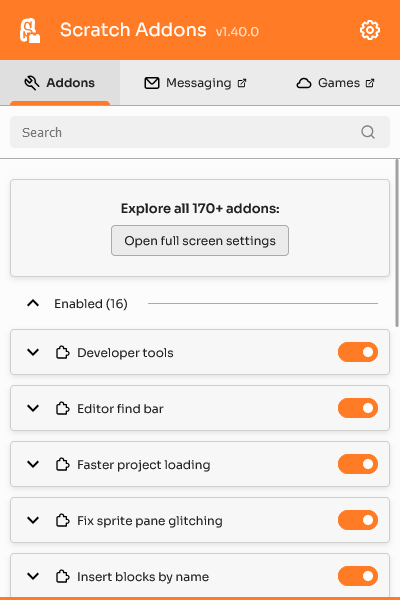 Scratch Addons v1.40.0
Addons Messaging Games
Search
Explore all 170+ addons:
Open full screen settings
Enabled (16)
Developer tools
Editor find bar
Faster project loading
Fix sprite pane glitching
Insert blocks by name